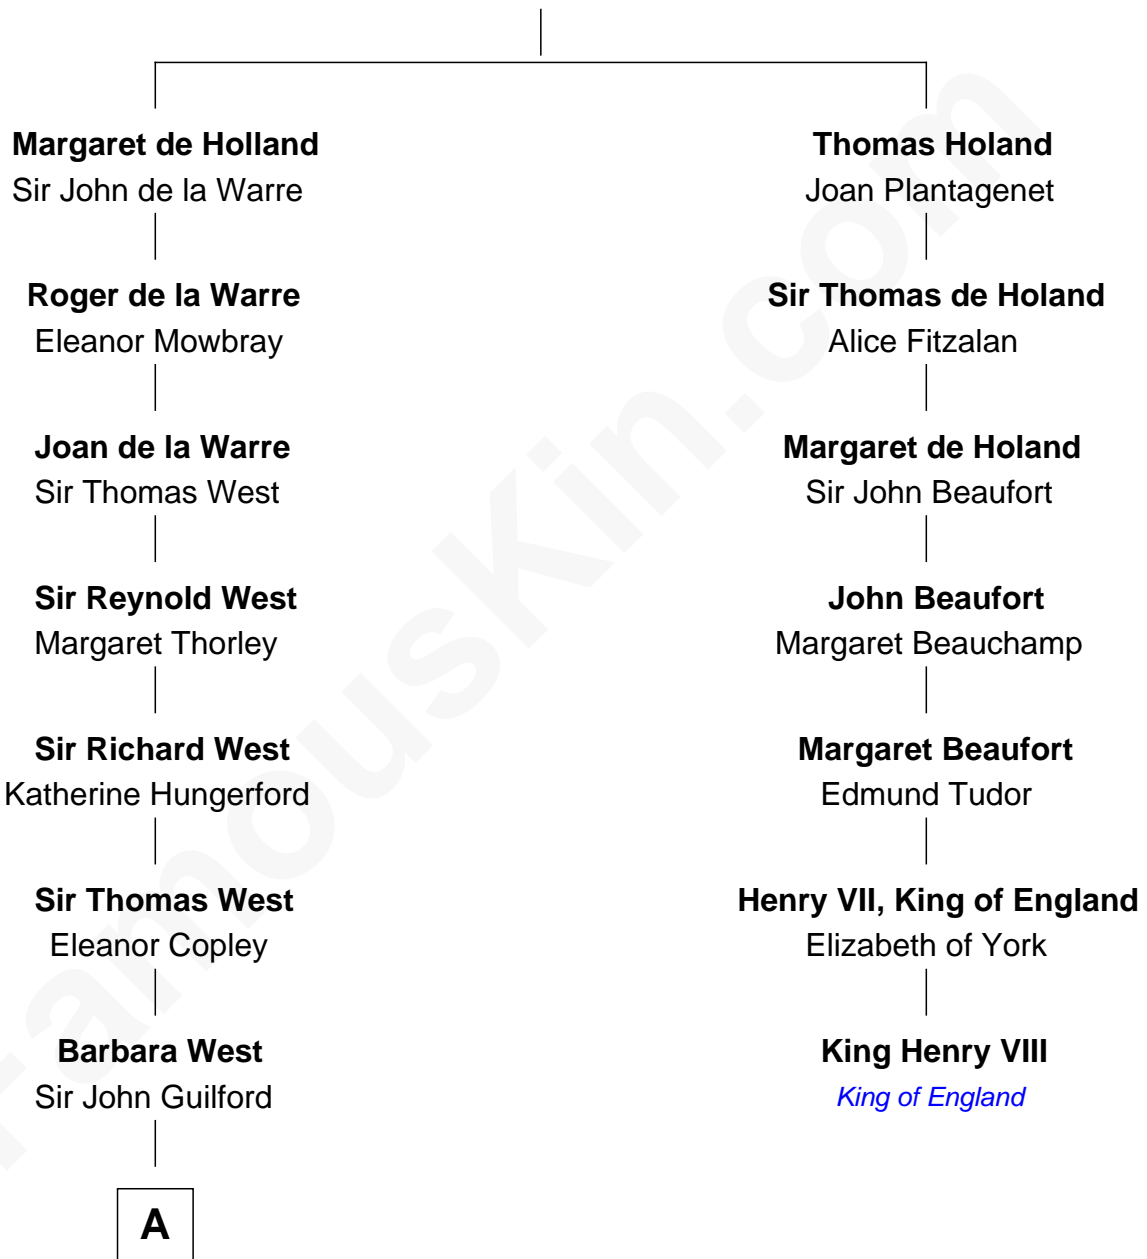 Margaret de Holland
Sir John de la Warre
Roger de la Warre
Eleanor Mowbray
Joan de la Warre
Sir Thomas West
Sir Reynold West
Margaret Thorley
Sir Richard West
Katherine Hungerford
Sir Thomas West
Eleanor Copley
Barbara West
Sir John Guilford
A
Thomas Holand
Joan Plantagenet
Sir Thomas de Holand
Alice Fitzalan
Margaret de Holand
Sir John Beaufort
John Beaufort
Margaret Beauchamp
Margaret Beaufort
Edmund Tudor
Henry VII, King of England
Elizabeth of York
King Henry VIII
King of England
FamousKin.com